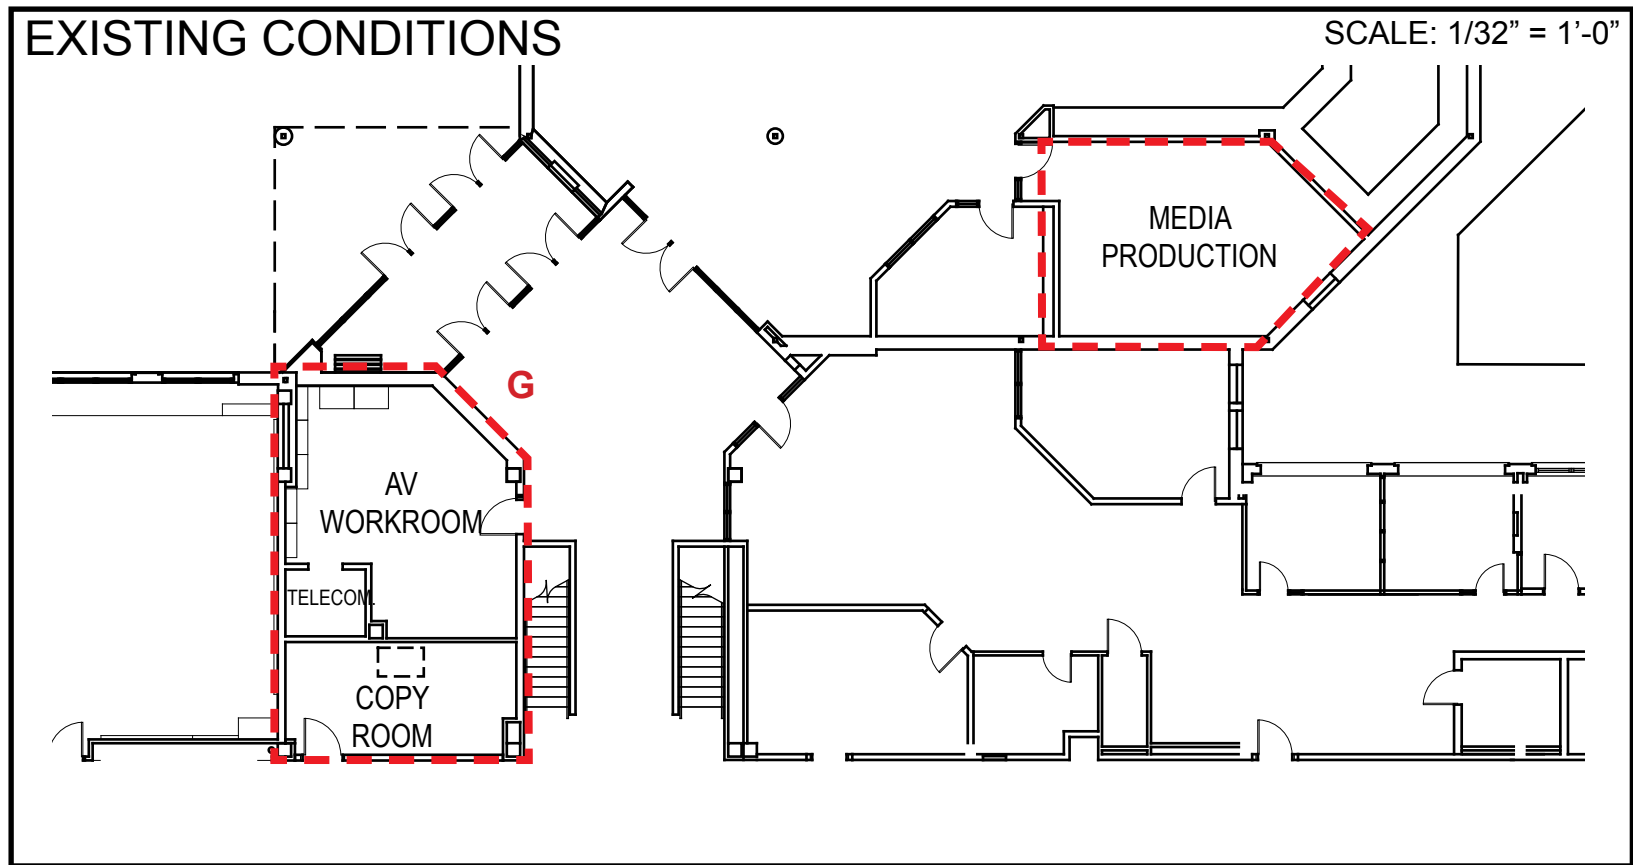 EXISTING CONDITIONS
SCALE: 1/32” = 1’-0”
MEDIA
PRODUCTION
G
AV
WORKROOM
TELECOM.
COPY
ROOM